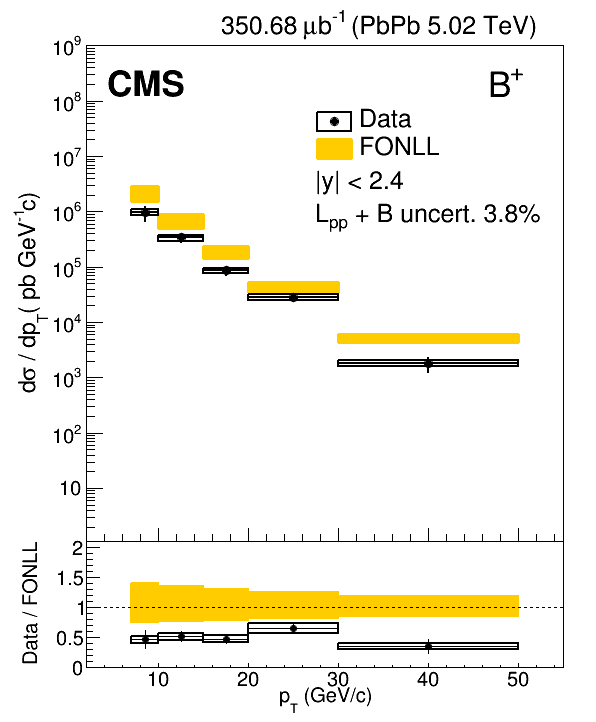 350.68 μb⁻¹ (PbPb 5.02 TeV)
CMS
B⁺
Data
FONLL
|y| < 2.4
L_pp + B uncert. 3.8%
dσ / dp_T( pb GeV⁻¹c)
10⁹
10⁸
10⁷
10⁶
10⁵
10⁴
10³
10²
10
Data / FONLL
2
1.5
1
0.5
0
10 20 30 40 50
p_T (GeV/c)